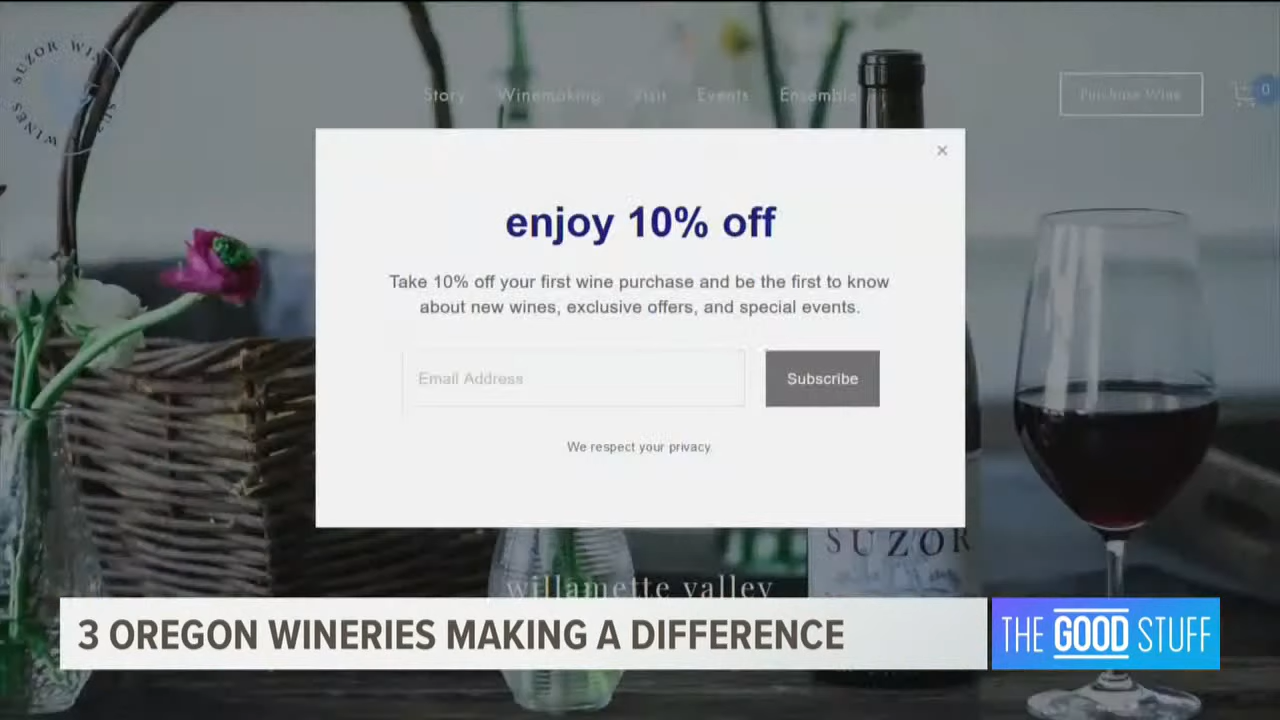 SUZOR WINES
Story
Winemaking
Visit
Events
Ensemble
Purchase Wine
0
×
enjoy 10% off
Take 10% off your first wine purchase and be the first to know
about new wines, exclusive offers, and special events.
Email Address
Subscribe
We respect your privacy.
SUZOR
willamette valley
3 OREGON WINERIES MAKING A DIFFERENCE
THE GOOD STUFF